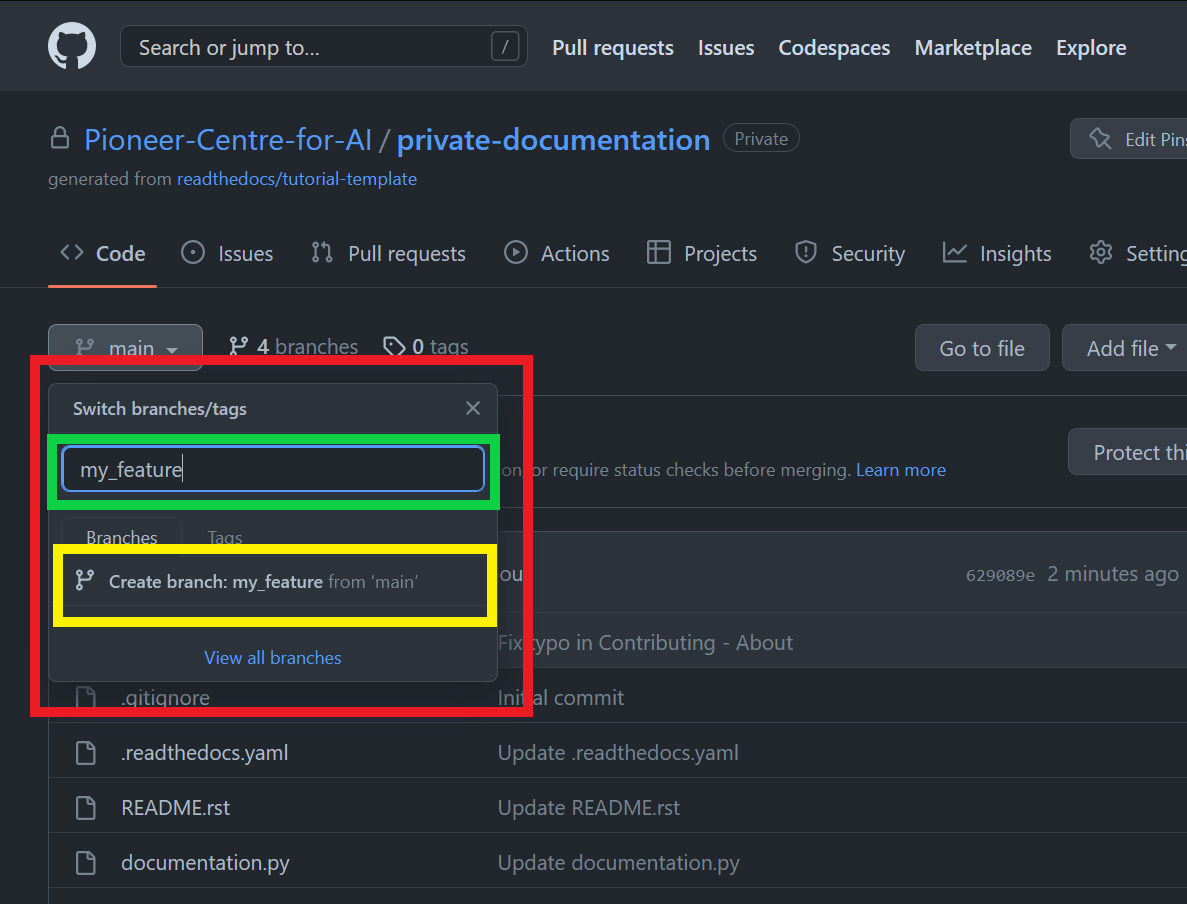 Search or jump to... /
Pull requests Issues Codespaces Marketplace Explore
Pioneer-Centre-for-AI / private-documentation Private
Edit Pins
generated from readthedocs/tutorial-template
Code Issues Pull requests Actions Projects Security Insights Setting
main 4 branches 0 tags
Go to file Add file
Switch branches/tags
my_feature
on, or require status checks before merging. Learn more
Protect thi
Branches Tags
Create branch: my_feature from ‘main’
629089e 2 minutes ago
View all branches
Fix typo in Contributing - About
.gitignore Initial commit
.readthedocs.yaml Update .readthedocs.yaml
README.rst Update README.rst
documentation.py Update documentation.py